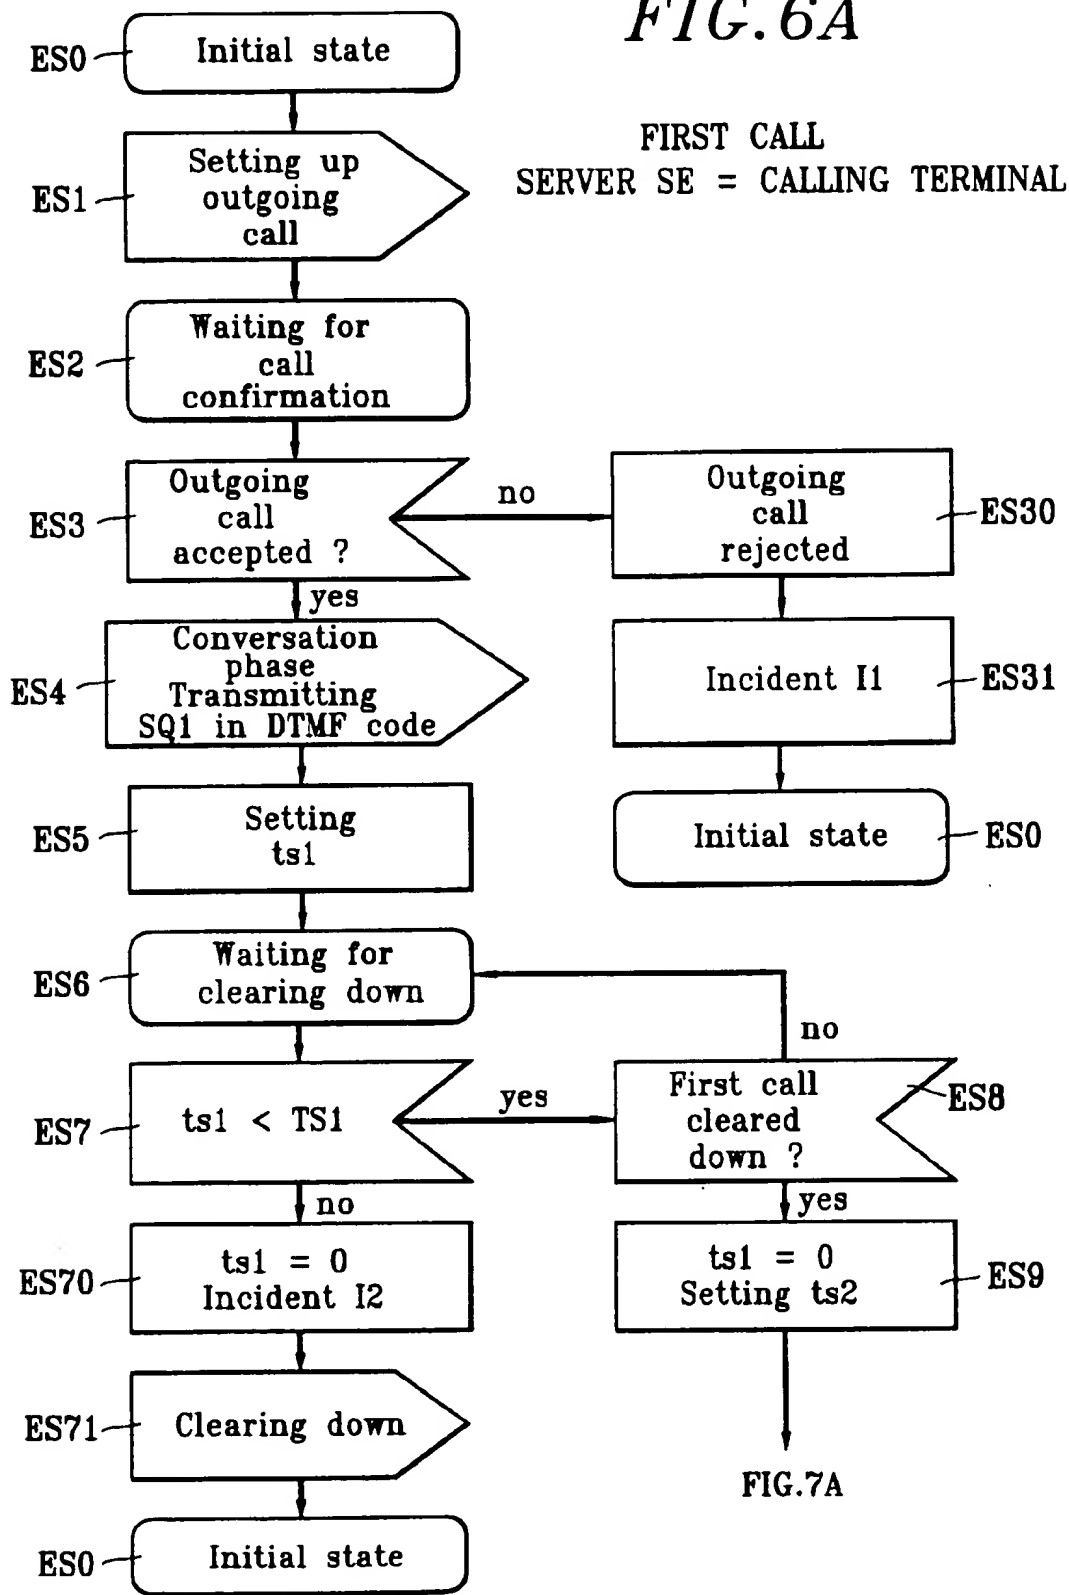 FIG.6A
FIRST CALL
SERVER SE = CALLING TERMINAL
ES0
Initial state
ES1
Setting up
outgoing
call
ES2
Waiting for
call
confirmation
ES3
Outgoing
call
accepted ?
no
Outgoing
call
rejected
ES30
yes
ES4
Conversation
phase
Transmitting
SQ1 in DTMF code
Incident I1
ES31
ES5
Setting
ts1
Initial state
ES0
ES6
Waiting for
clearing down
no
ES7
ts1 < TS1
yes
First call
cleared
down ?
ES8
no
yes
ES70
ts1 = 0
Incident I2
ts1 = 0
Setting ts2
ES9
ES71
Clearing down
FIG.7A
ES0
Initial state